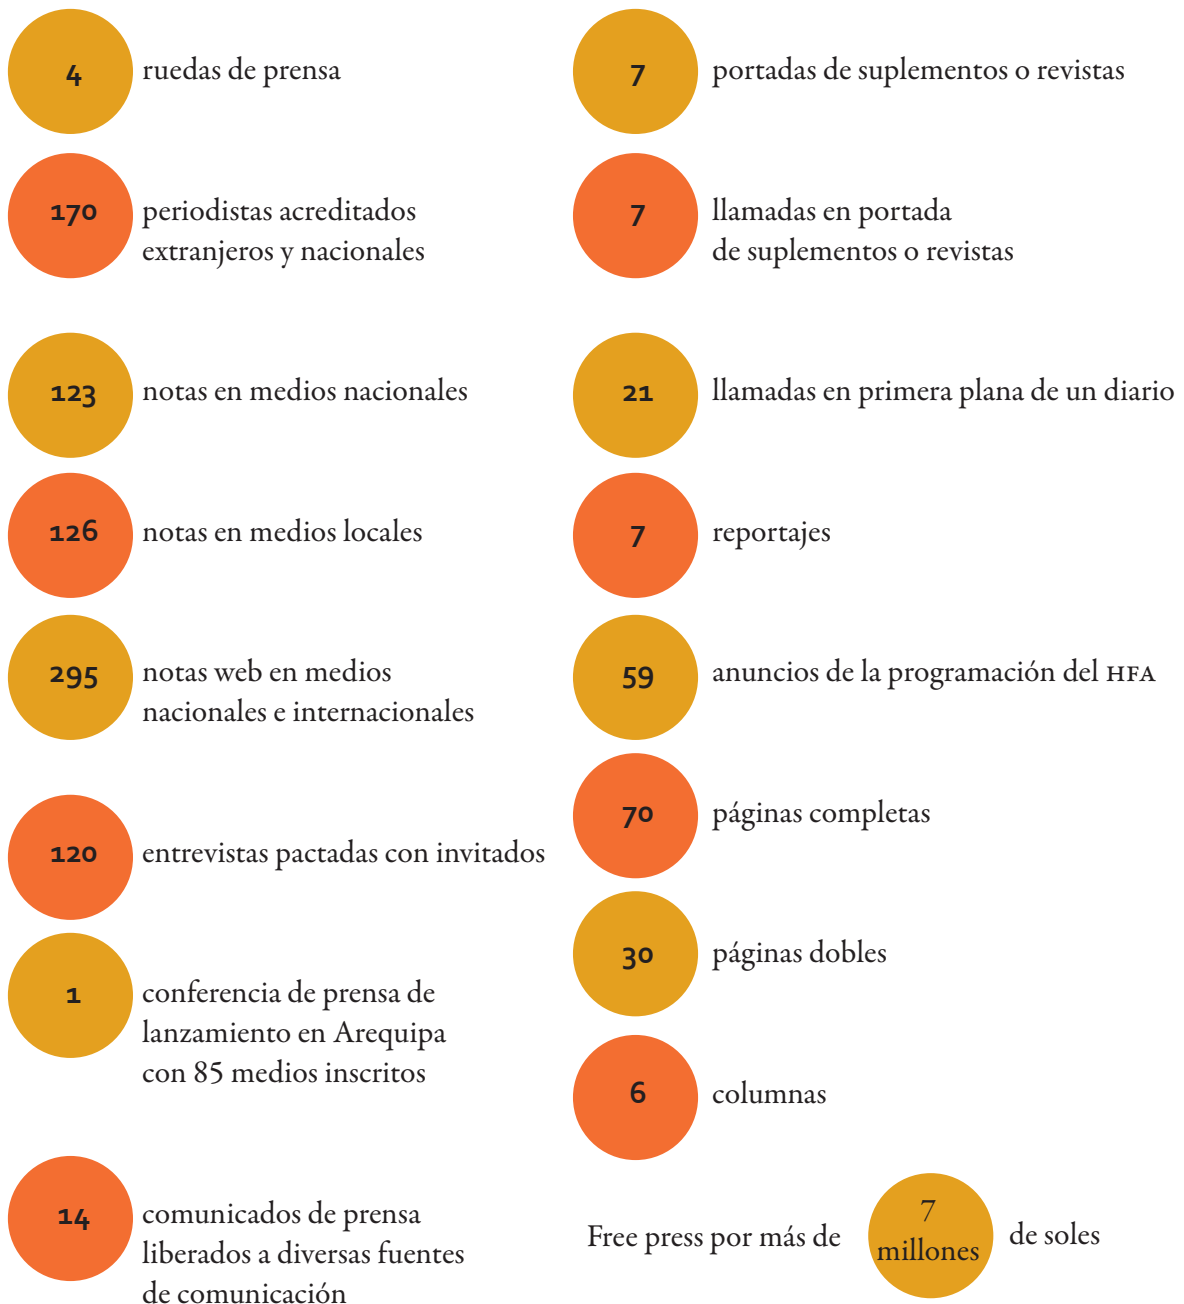 4
ruedas de prensa
170
periodistas acreditados
extranjeros y nacionales
123
notas en medios nacionales
126
notas en medios locales
295
notas web en medios
nacionales e internacionales
120
entrevistas pactadas con invitados
1
conferencia de prensa de
lanzamiento en Arequipa
con 85 medios inscritos
14
comunicados de prensa
liberados a diversas fuentes
de comunicación
7
portadas de suplementos o revistas
7
llamadas en portada
de suplementos o revistas
21
llamadas en primera plana de un diario
7
reportajes
59
anuncios de la programación del HFA
70
páginas completas
30
páginas dobles
6
columnas
Free press por más de
7
millones
de soles